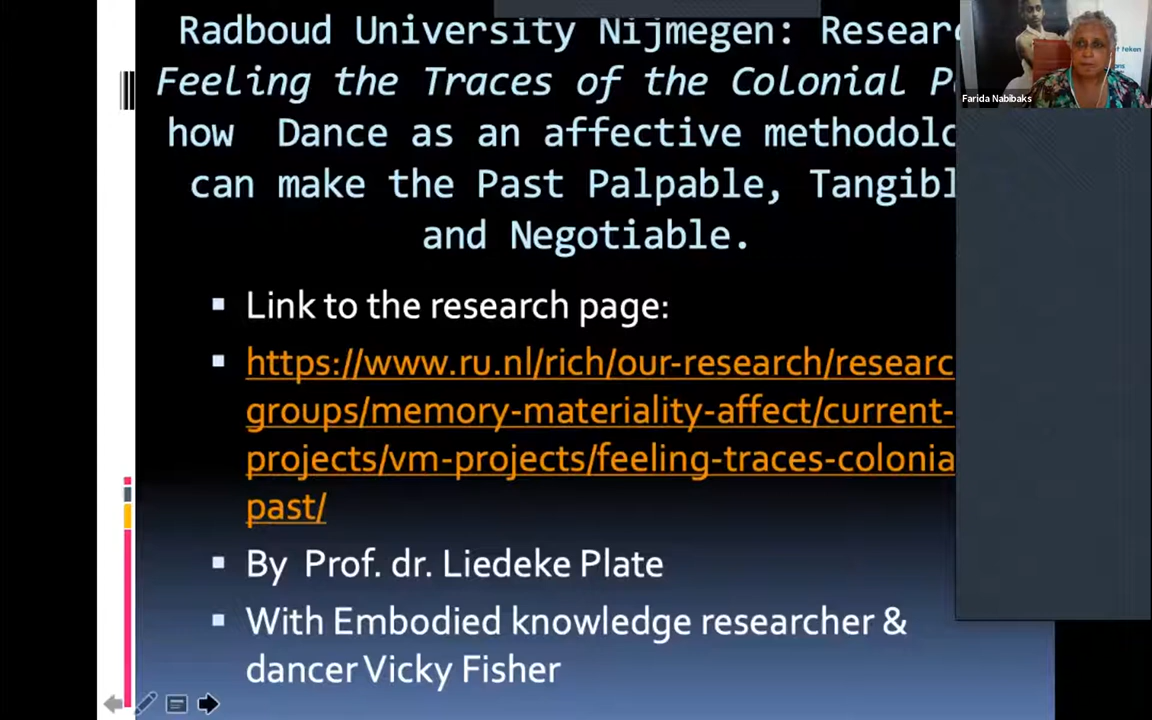 Radboud University Nijmegen: Resear
Feeling the Traces of the Colonial P
how Dance as an affective methodolo
can make the Past Palpable, Tangibl
and Negotiable.
Link to the research page:
https://www.ru.nl/rich/our-research/researc
groups/memory-materiality-affect/current-
projects/vm-projects/feeling-traces-colonia
past/
By Prof. dr. Liedeke Plate
With Embodied knowledge researcher &
dancer Vicky Fisher
Farida Nabibaks
t teken
ans